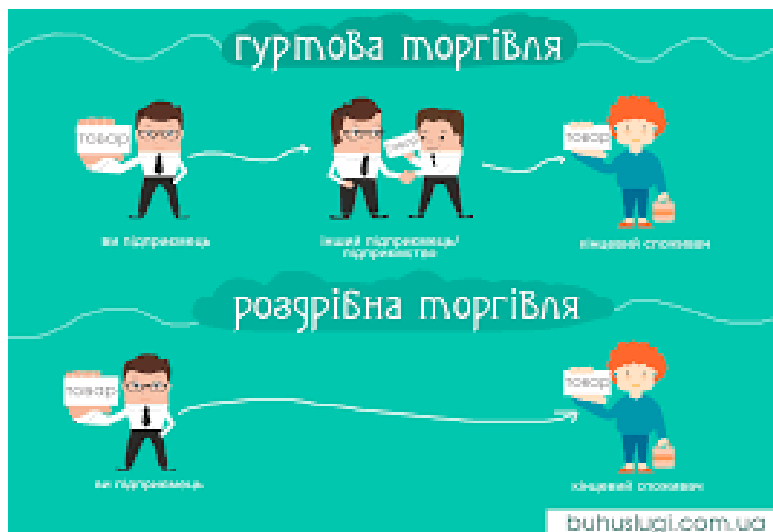 гуртова торгівля
товар
товар
товар
ви підприємець
інший підприємець/
підприємство
кінцевий споживач
роздрібна торгівля
товар
товар
ви підприємець
кінцевий споживач
buhuslugi.com.ua